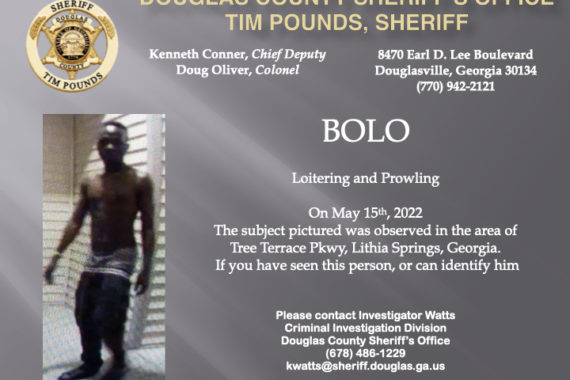 DOUGLAS COUNTY SHERIFF'S OFFICE
TIM POUNDS, SHERIFF
SHERIFF
DOUGLAS
COUNTY
TIM POUNDS
Kenneth Conner, Chief Deputy
Doug Oliver, Colonel
8470 Earl D. Lee Boulevard
Douglasville, Georgia 30134
(770) 942-2121
BOLO
Loitering and Prowling
On May 15th, 2022
The subject pictured was observed in the area of
Tree Terrace Pkwy, Lithia Springs, Georgia.
If you have seen this person, or can identify him
Please contact Investigator Watts
Criminal Investigation Division
Douglas County Sheriff's Office
(678) 486-1229
kwatts@sheriff.douglas.ga.us